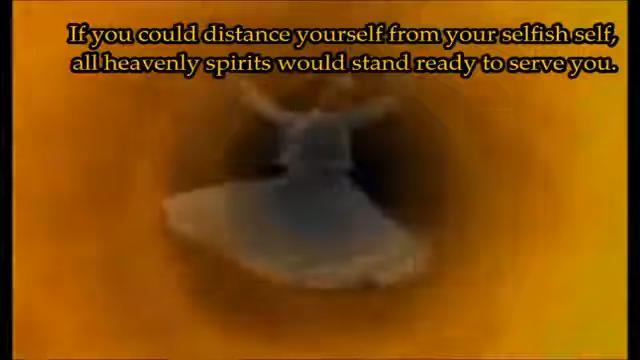 If you could distance yourself from your selfish self,
all heavenly spirits would stand ready to serve you.